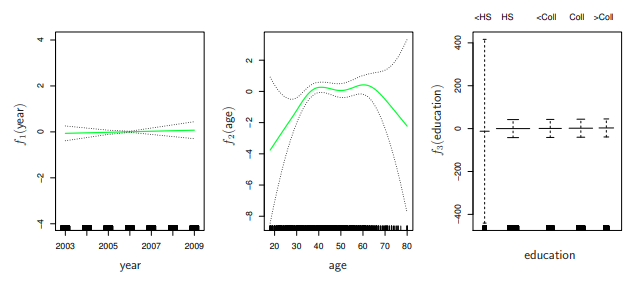 <HS HS <Coll Coll >Coll
f1(year)
4
2
0
−2
−4
2003 2005 2007 2009
year
f2(age)
2
0
−2
−4
−6
−8
20 30 40 50 60 70 80
age
f3(education)
400
200
0
−200
−400
education